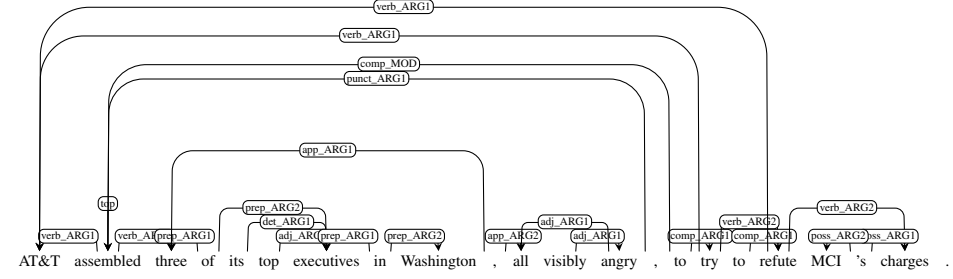 verb_ARG1
verb_ARG1
comp_MOD
punct_ARG1
app_ARG1
top
prep_ARG2 verb_ARG2
det_ARG1 adj_ARG1 verb_ARG2
verb_ARG1 prep_ARG1 prep_ARG1 prep_ARG2 app_ARG2 adj_ARG1 comp_ARG1 comp_ARG1 poss_ARG2
AT&T assembled three of its top executives in Washington , all visibly angry , to try to refute MCI 's charges .